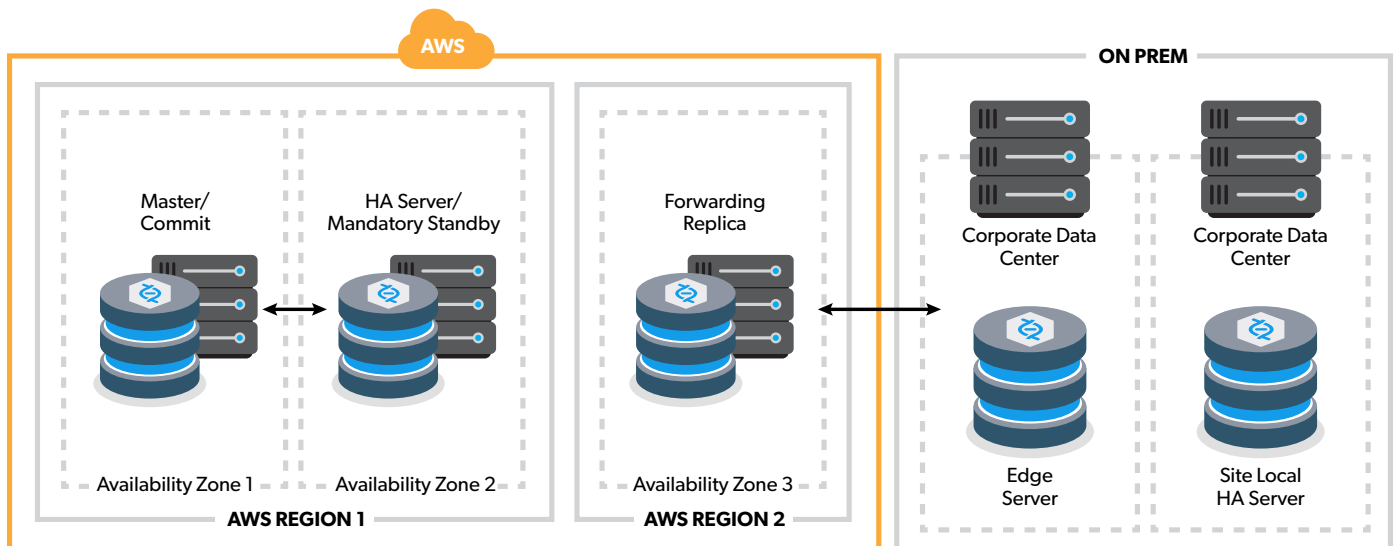 AWS
ON PREM
Master/
Commit
HA Server/
Mandatory Standby
Forwarding
Replica
Corporate Data
Center
Corporate Data
Center
Edge
Server
Site Local
HA Server
Availability Zone 1
Availability Zone 2
Availability Zone 3
AWS REGION 1
AWS REGION 2